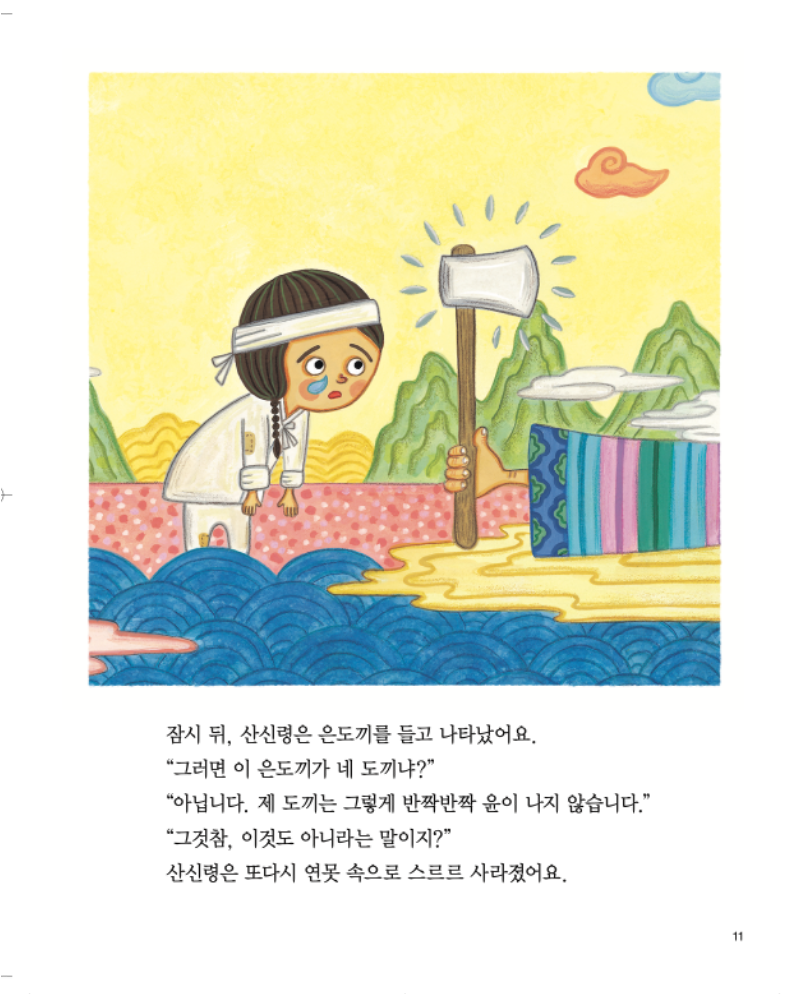 잠시 뒤, 산신령은 은도끼를 들고 나타났어요.
“그러면 이 은도끼가 네 도끼냐?”
“아닙니다. 제 도끼는 그렇게 반짝반짝 윤이 나지 않습니다.”
“그것참, 이것도 아니라는 말이지?”
산신령은 또다시 연못 속으로 스르르 사라졌어요.
11